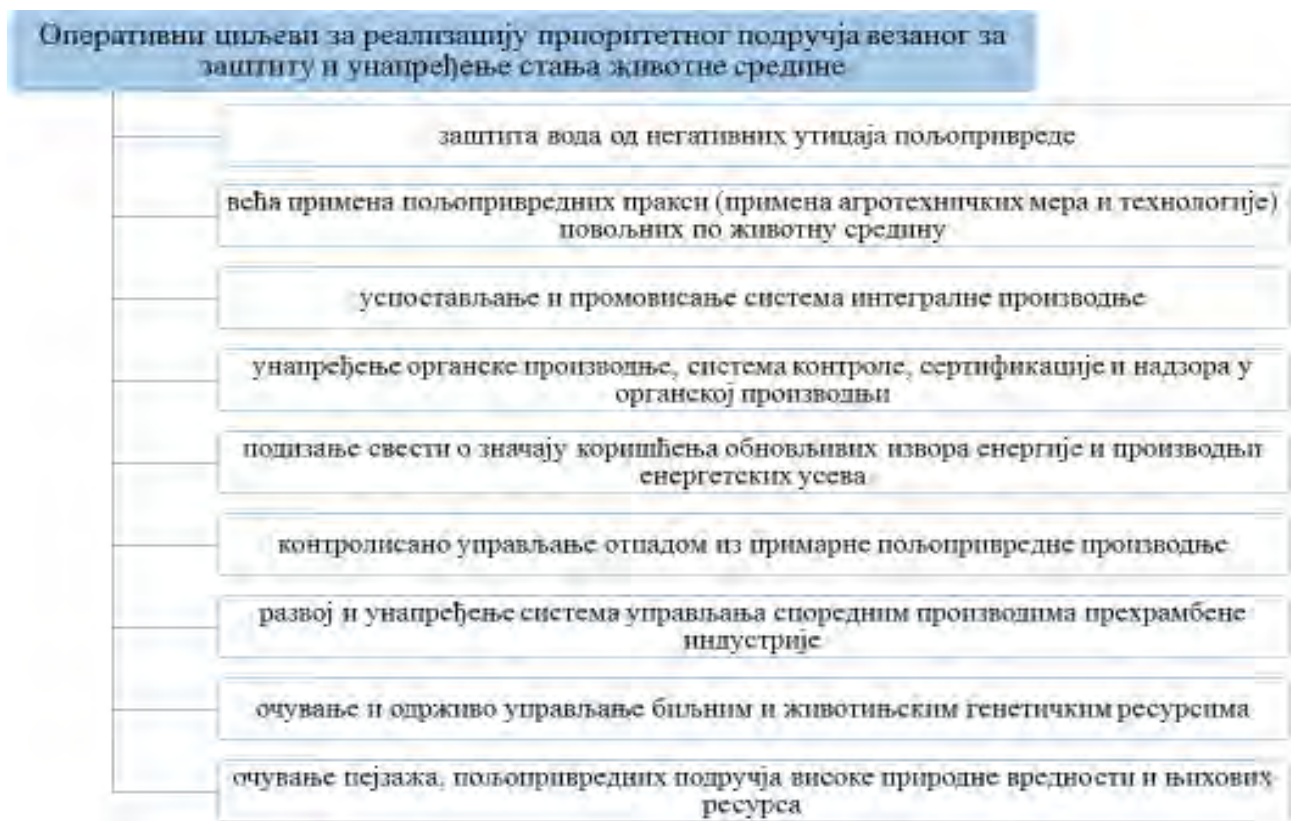 Оперативни циљеви за реализацију приоритетног подручја везаног за
заштиту и унапређење стања животне средине
заштита вода од негативних утицаја пољопривреде
већа примена пољопривредних пракси (примена агротехничких мера и технологије)
повољних по животну средину
успостављање и промовисање система интегралне производње
унапређење органске производње, система контроле, сертификације и надзора у
органској производњи
подизање свести о значају коришћења обновљивих извора енергије и производњи
енергетских усева
контролисано управљање отпадом из примарне пољопривредне производње
развој и унапређење система управљања споредним производима прехрамбене
индустрије
очување и одрживо управљање биљним и животињским генетичким ресурсима
очување пејзажа, пољопривредних подручја високе природне вредности и њихових
ресурса